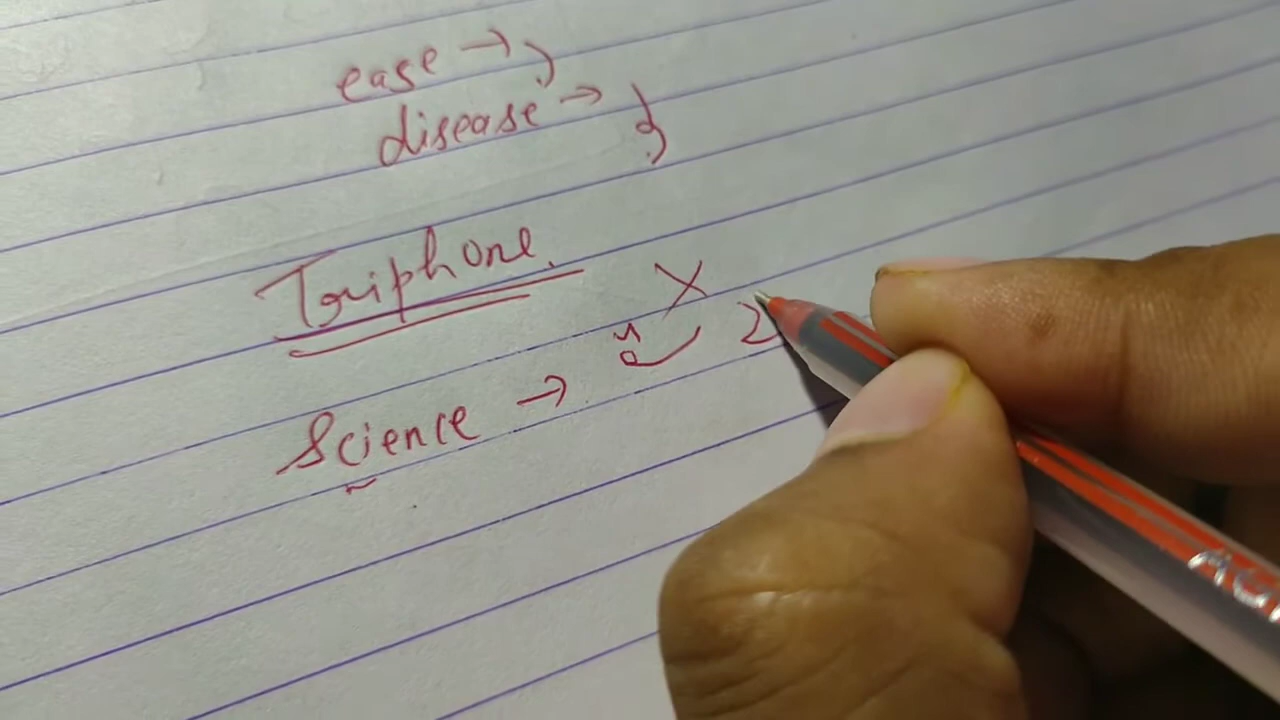 ease →
disease →
Triphone.
X
Science →